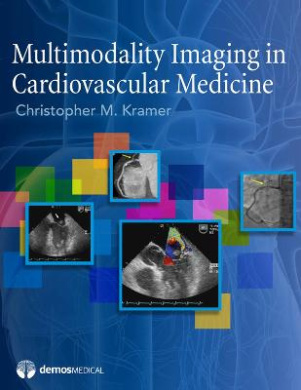 Multimodality Imaging in
Cardiovascular Medicine
Christopher M. Kramer
demosMEDICAL